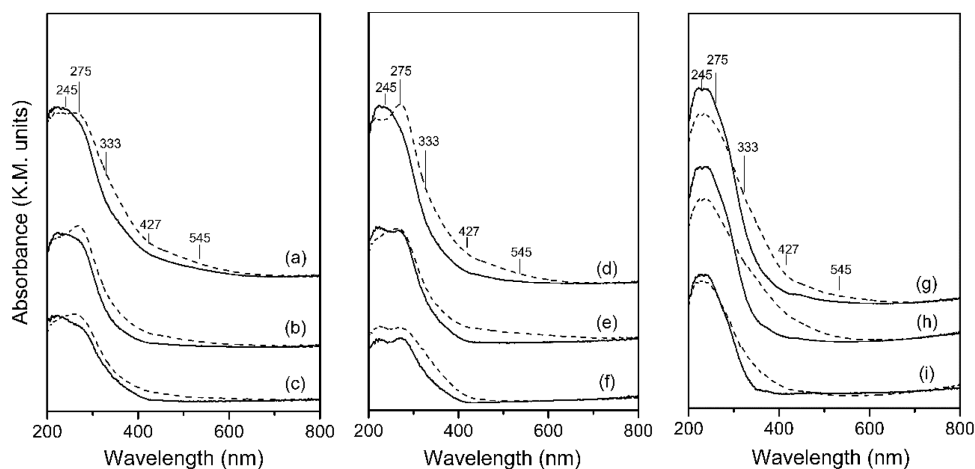 Absorbance (K.M. units)
245
275
333
427
545
(a)
(b)
(c)
200 400 600 800
Wavelength (nm)
245
275
333
427
545
(d)
(e)
(f)
200 400 600 800
Wavelength (nm)
245
275
333
427
545
(g)
(h)
(i)
200 400 600 800
Wavelength (nm)